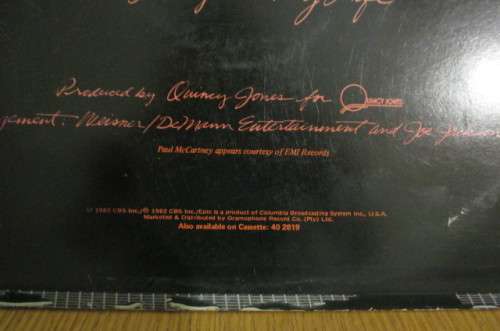 Produced by Quincy Jones for QUINCY JONES
gement: Weisner/DeMann Entertainment and Joe
Paul McCartney appears courtesy of EMI Records
℗ 1982 CBS Inc./© 1982 CBS Inc./Epic is a product of Columbia Broadcasting System Inc., U.S.A.
Marketed & Distributed by Gramophone Record Co. (Pty) Ltd.
Also available on Cassette: 40 2819